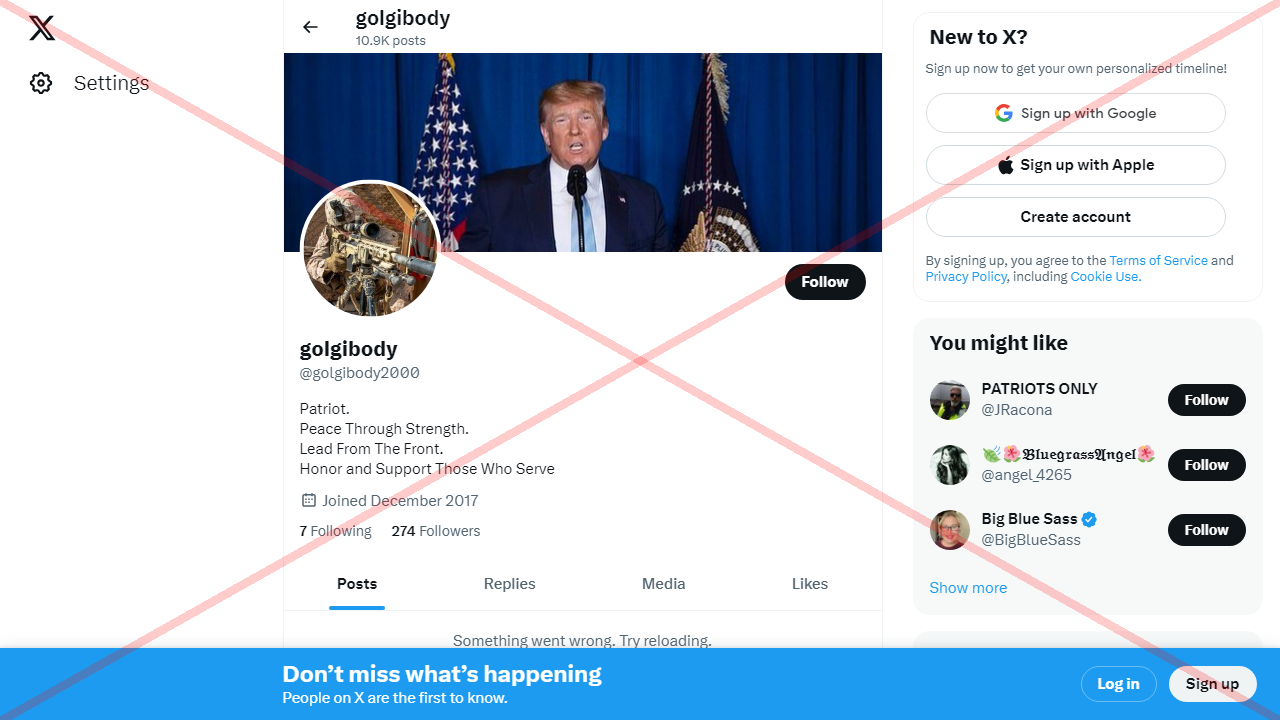 Settings
golgibody
10.9K posts
Follow
golgibody
@golgibody2000
Patriot.
Peace Through Strength.
Lead From The Front.
Honor and Support Those Who Serve
Joined December 2017
7 Following 274 Followers
Posts Replies Media Likes
Something went wrong. Try reloading.
New to X?
Sign up now to get your own personalized timeline!
Sign up with Google
Sign up with Apple
Create account
By signing up, you agree to the Terms of Service and
Privacy Policy, including Cookie Use.
You might like
PATRIOTS ONLY
@JRacona
Follow
🍃🌺𝕭𝖑𝖚𝖊𝖌𝖗𝖆𝖘𝖘𝕬𝖓𝖌𝖊𝖑🌺
@angel_4265
Follow
Big Blue Sass
@BigBlueSass
Follow
Show more
Don’t miss what’s happening
People on X are the first to know.
Log in
Sign up